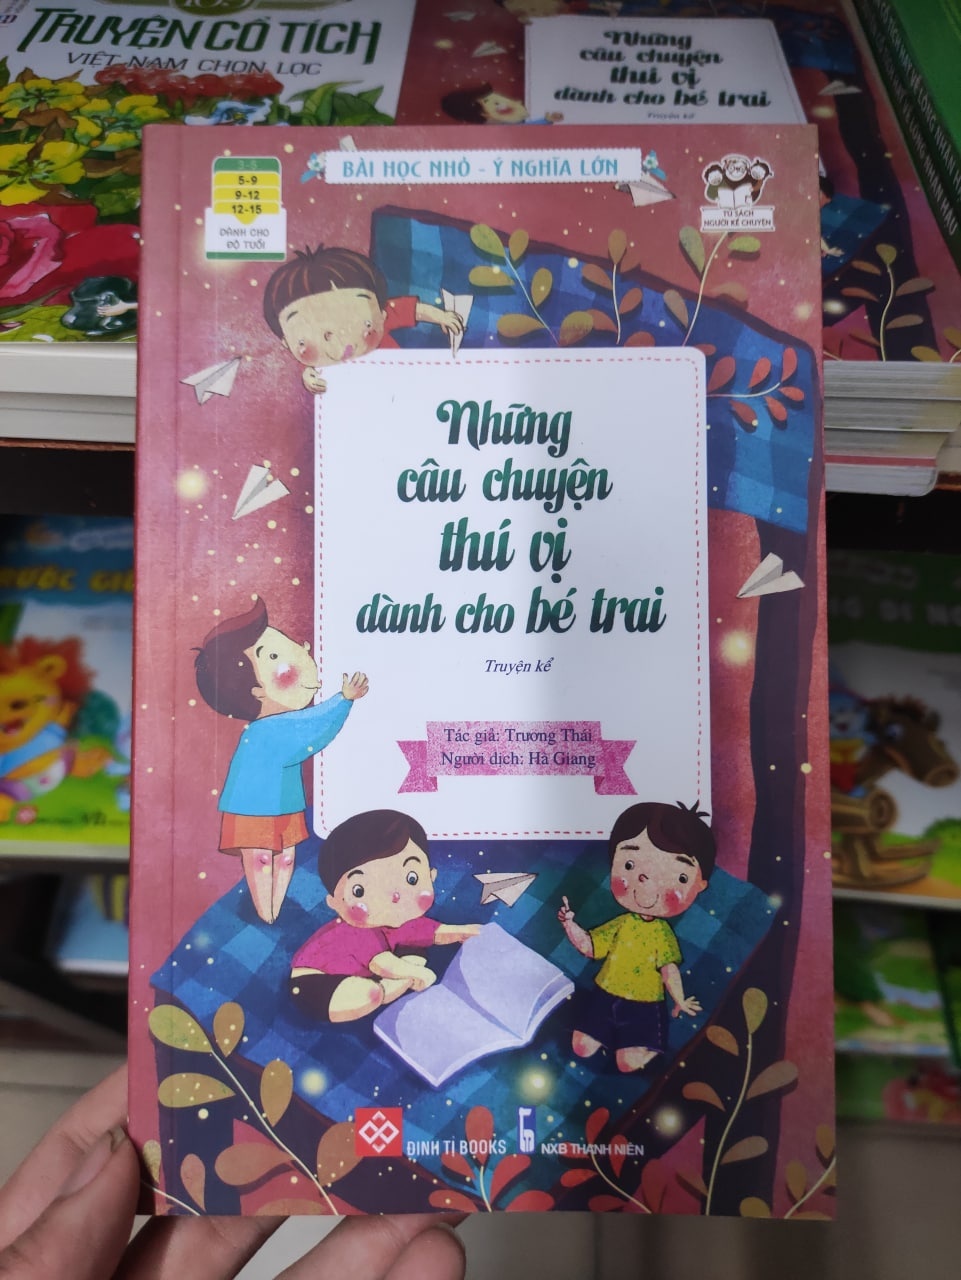 TRUYỆN CỔ TÍCH
VIỆT NAM CHỌN LỌC
Những
câu chuyện
thú vị
dành cho bé trai
Truyện kể
BÀI HỌC NHỎ - Ý NGHĨA LỚN
3-5
5-9
9-12
12-15
DÀNH CHO
ĐỘ TUỔI
TỦ SÁCH
NGƯỜI KỂ CHUYỆN
Những
câu chuyện
thú vị
dành cho bé trai
Truyện kể
Tác giả: Trương Thái
Người dịch: Hà Giang
ĐINH TỊ BOOKS
NXB THANH NIÊN